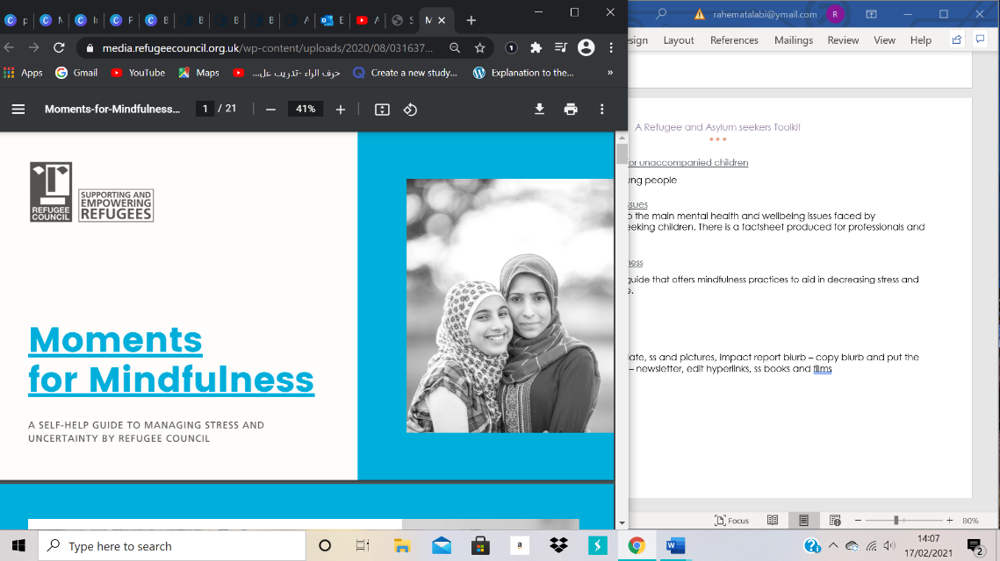 M
rahematalabi@ymail.com
R
media.refugeecouncil.org.uk/wp-content/uploads/2020/08/031637...
Layout References Mailings Review View Help
Apps Gmail YouTube Maps حرف الراء -تدريب عل... Create a new study... Explanation to the... »
Moments-for-Mindfulness... 1 / 21 41%
REFUGEE
COUNCIL
SUPPORTING AND
EMPOWERING
REFUGEES
Moments
for Mindfulness
A SELF-HELP GUIDE TO MANAGING STRESS AND
UNCERTAINTY BY REFUGEE COUNCIL
A Refugee and Asylum seekers Toolkit
or unaccompanied children
ung people
ssues
o the main mental health and wellbeing issues faced by
eeking children. There is a factsheet produced for professionals and
ness
guide that offers mindfulness practices to aid in decreasing stress and
e.
late, ss and pictures, impact report blurb – copy blurb and put the
– newsletter, edit hyperlinks, ss books and films
Focus 80%
Type here to search
14:07
17/02/2021
2